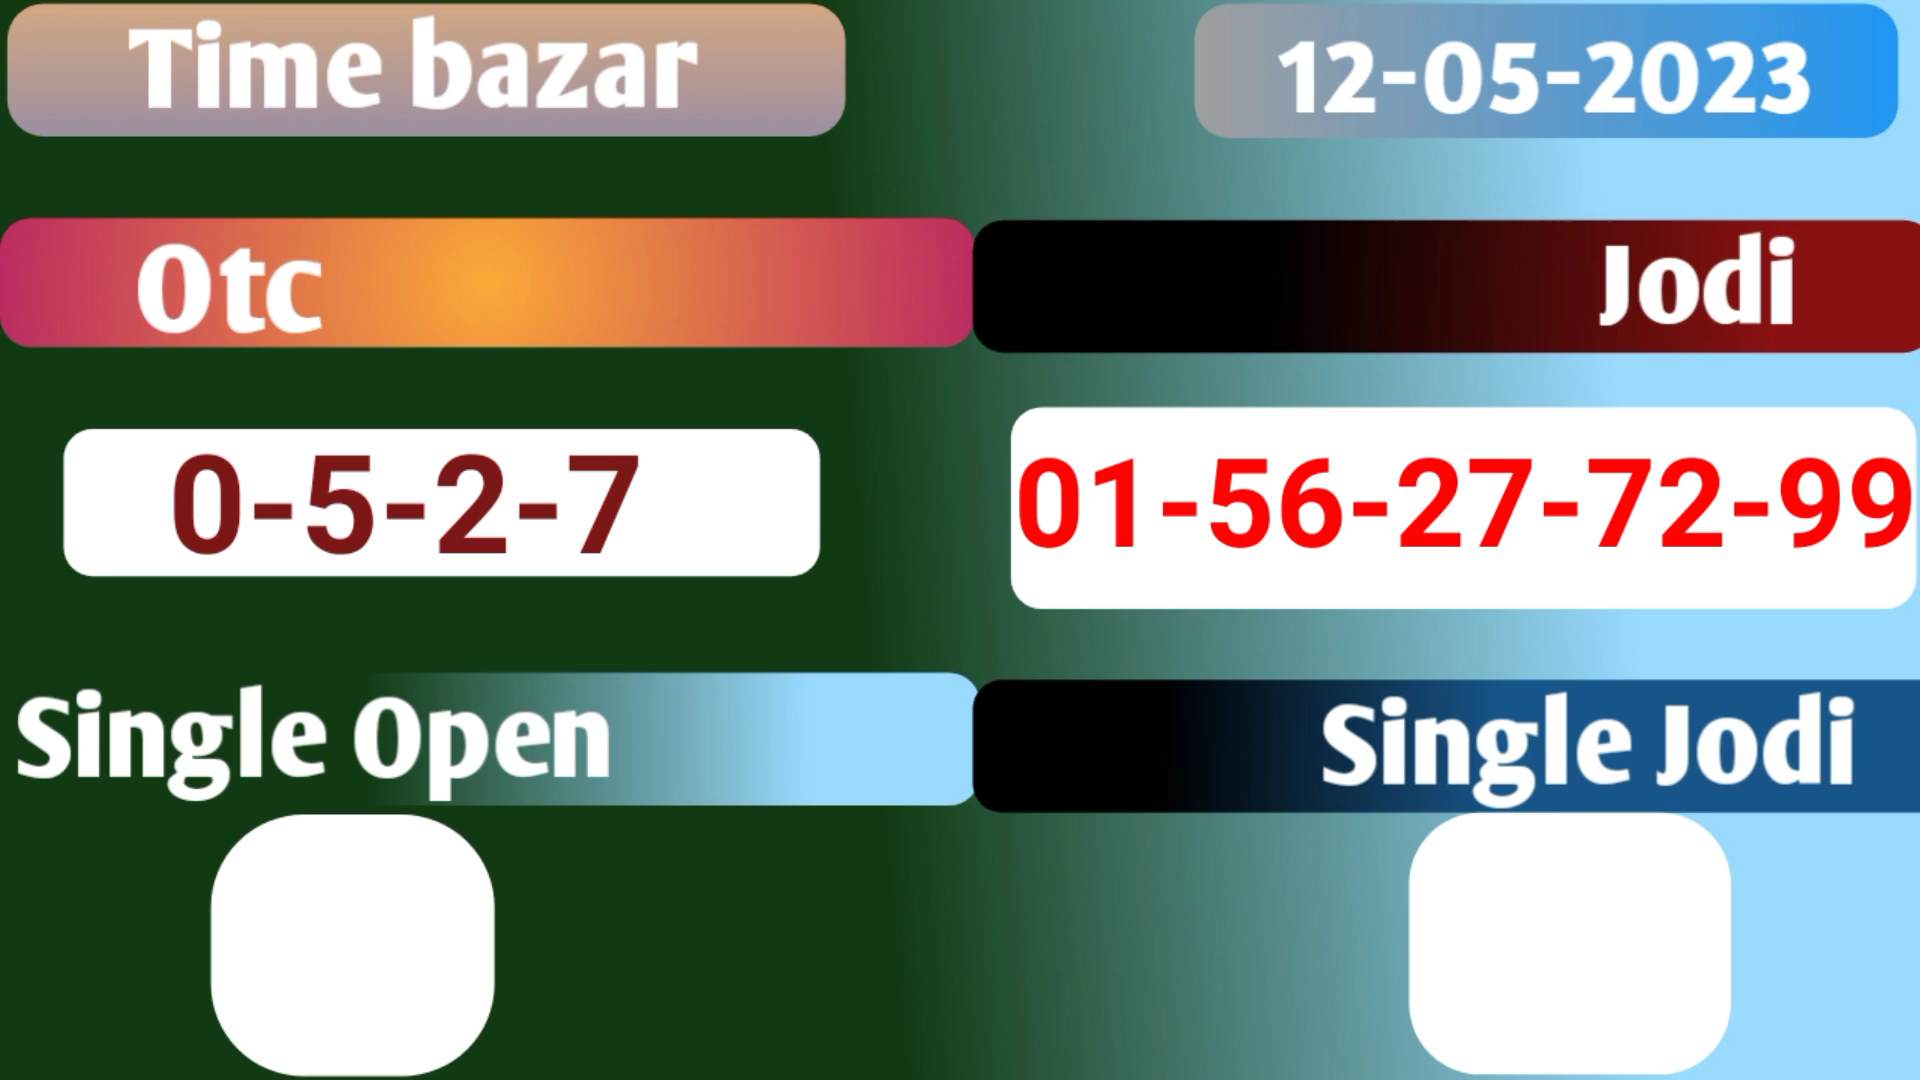 Time bazar
12-05-2023
Otc
Jodi
0-5-2-7
01-56-27-72-99
Single Open
Single Jodi